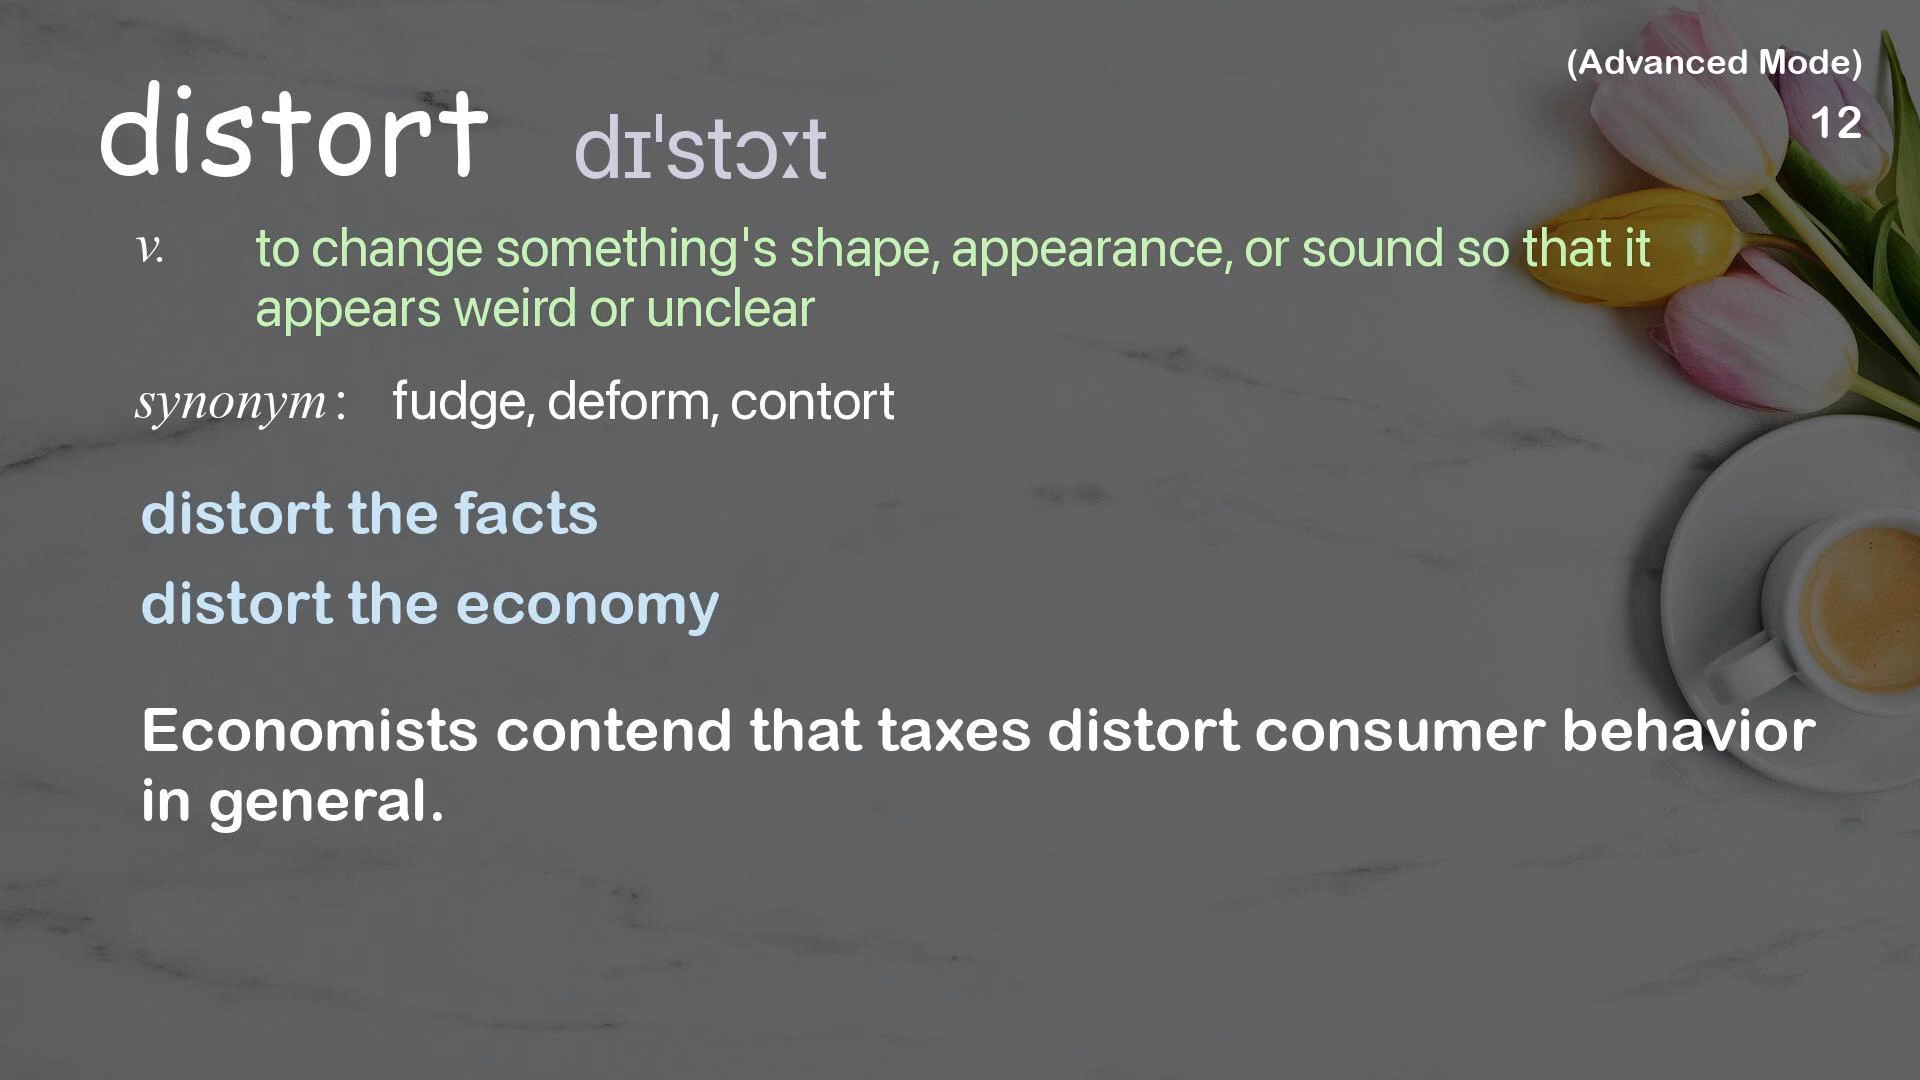 (Advanced Mode)
12
distort dɪˈstɔːt
v. to change something's shape, appearance, or sound so that it
appears weird or unclear
synonym : fudge, deform, contort
distort the facts
distort the economy
Economists contend that taxes distort consumer behavior
in general.